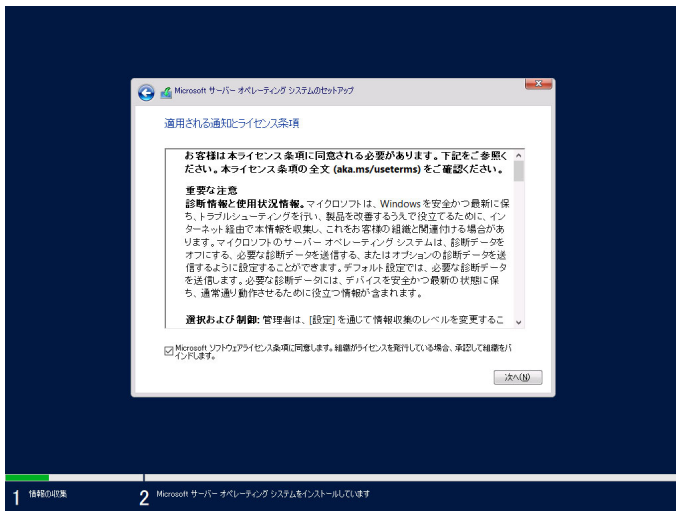 Microsoft サーバー オペレーティング システムのセットアップ
適用される通知とライセンス条項
お客様は本ライセンス条項に同意される必要があります。下記をご参照く
ださい。本ライセンス条項の全文 (aka.ms/useterms) をご確認ください。
重要な注意
診断情報と使用状況情報。マイクロソフトは、Windows を安全かつ最新に保
ち、トラブルシューティングを行い、製品を改善するうえで役立てるために、イン
ターネット経由で本情報を収集し、これをお客様の組織と関連付ける場合があ
ります。マイクロソフトのサーバー オペレーティング システムは、診断データを
オフにする、必要な診断データを送信する、またはオプションの診断データを送
信するように設定することができます。デフォルト設定では、必要な診断データ
を送信します。必要な診断データには、デバイスを安全かつ最新の状態に保
ち、通常通り動作させるために役立つ情報が含まれます。
選択および制御: 管理者は、[設定] を通じて情報収集のレベルを変更するこ
Microsoft ソフトウェアライセンス条項に同意します。組織がライセンスを発行している場合、承認して組織をバ
インドします。
次へ(N)
1 情報の収集
2 Microsoft サーバー オペレーティング システムをインストールしています